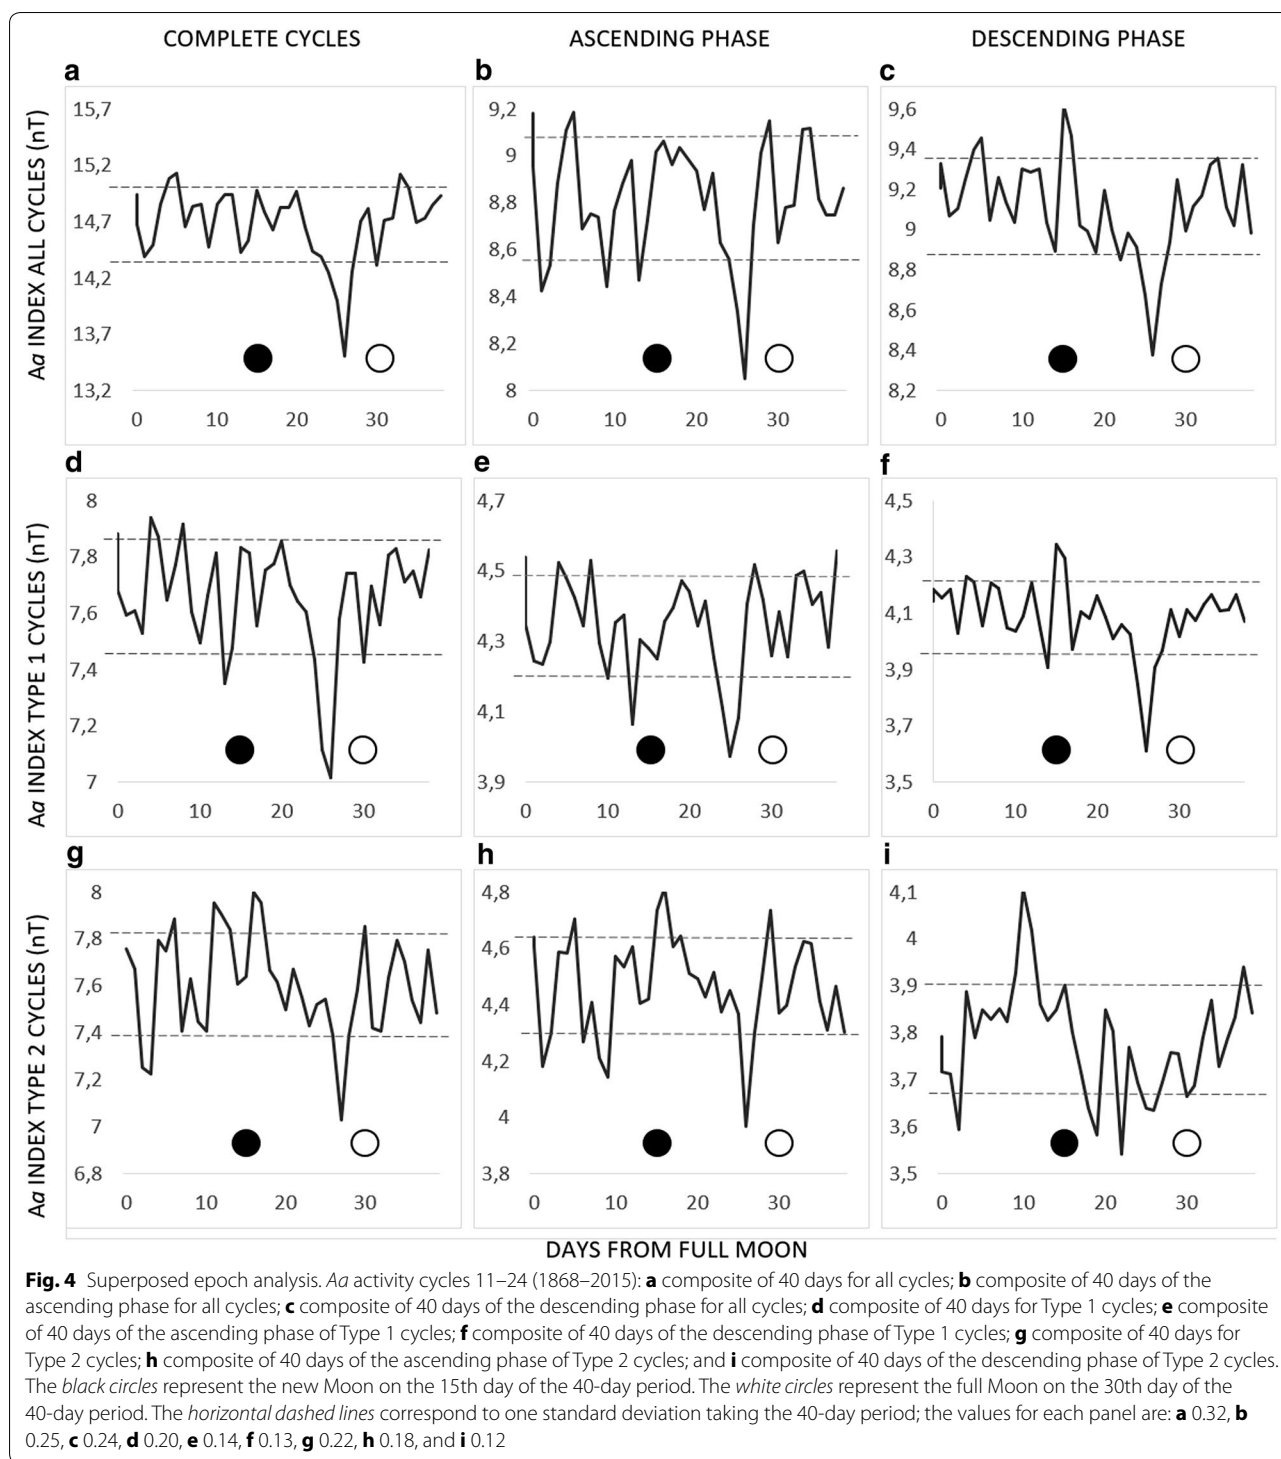 COMPLETE CYCLES
ASCENDING PHASE
DESCENDING PHASE
Aa INDEX ALL CYCLES (nT)
a
15,7
15,2
14,7
14,2
13,7
13,2
0 10 20 30
b
9,2
9
8,8
8,6
8,4
8,2
8
0 10 20 30
c
9,6
9,4
9,2
9
8,8
8,6
8,4
8,2
0 10 20 30
Aa INDEX TYPE 1 CYCLES (nT)
d
8
7,8
7,6
7,4
7,2
7
0 10 20 30
e
4,7
4,5
4,3
4,1
3,9
0 10 20 30
f
4,5
4,3
4,1
3,9
3,7
3,5
0 10 20 30
Aa INDEX TYPE 2 CYCLES (nT)
g
8
7,8
7,6
7,4
7,2
7
6,8
0 10 20 30
h
4,8
4,6
4,4
4,2
4
3,8
0 10 20 30
i
4,1
4
3,9
3,8
3,7
3,6
3,5
0 10 20 30
DAYS FROM FULL MOON
Fig. 4 Superposed epoch analysis. Aa activity cycles 11–24 (1868–2015): a composite of 40 days for all cycles; b composite of 40 days of the
ascending phase for all cycles; c composite of 40 days of the descending phase for all cycles; d composite of 40 days for Type 1 cycles; e composite
of 40 days of the ascending phase of Type 1 cycles; f composite of 40 days of the descending phase of Type 1 cycles; g composite of 40 days for
Type 2 cycles; h composite of 40 days of the ascending phase of Type 2 cycles; and i composite of 40 days of the descending phase of Type 2 cycles.
The black circles represent the new Moon on the 15th day of the 40-day period. The white circles represent the full Moon on the 30th day of the
40-day period. The horizontal dashed lines correspond to one standard deviation taking the 40-day period; the values for each panel are: a 0.32, b
0.25, c 0.24, d 0.20, e 0.14, f 0.13, g 0.22, h 0.18, and i 0.12